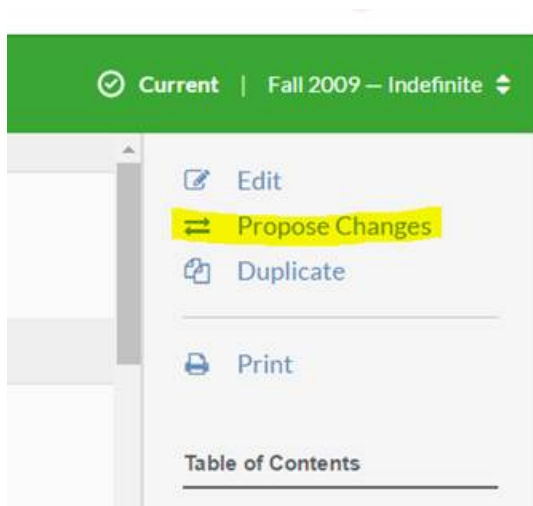 Current | Fall 2009 — Indefinite
Edit
Propose Changes
Duplicate
Print
Table of Contents